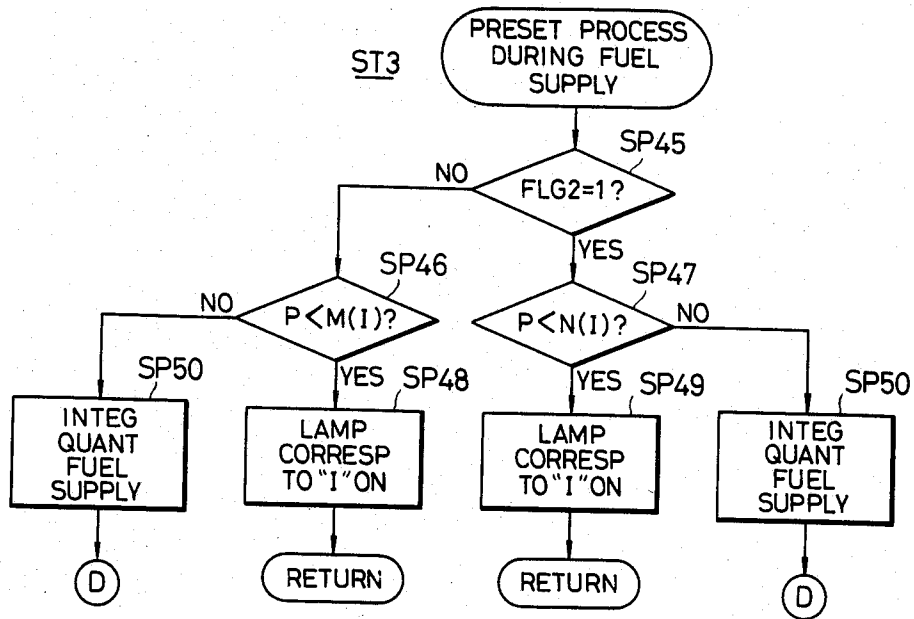 PRESET PROCESS
DURING FUEL
SUPPLY
ST3
SP45
FLG2=1?
NO
YES
SP46
P<M(I)?
NO
YES
SP47
P<N(I)?
NO
YES
SP50
INTEG
QUANT
FUEL
SUPPLY
SP48
LAMP
CORRESP
TO "I" ON
SP49
LAMP
CORRESP
TO "I" ON
SP50
INTEG
QUANT
FUEL
SUPPLY
D
RETURN
RETURN
D